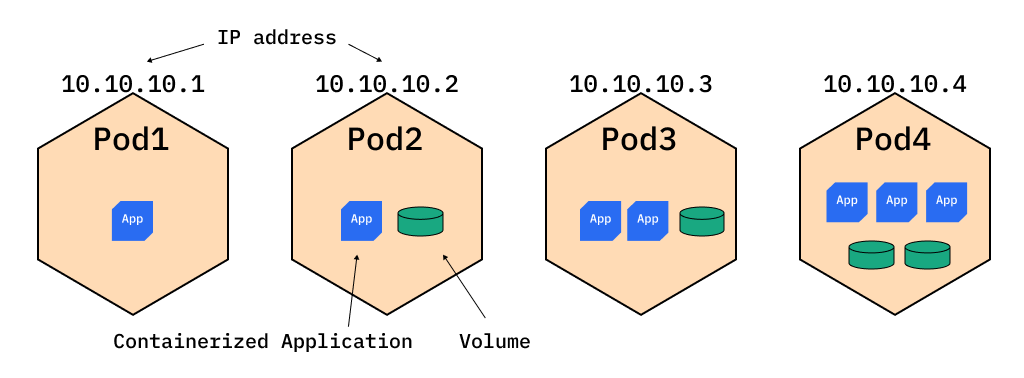 IP address
10.10.10.1
10.10.10.2
10.10.10.3
10.10.10.4
Pod1
Pod2
Pod3
Pod4
App
App
App
App
App
App
App
Containerized Application
Volume